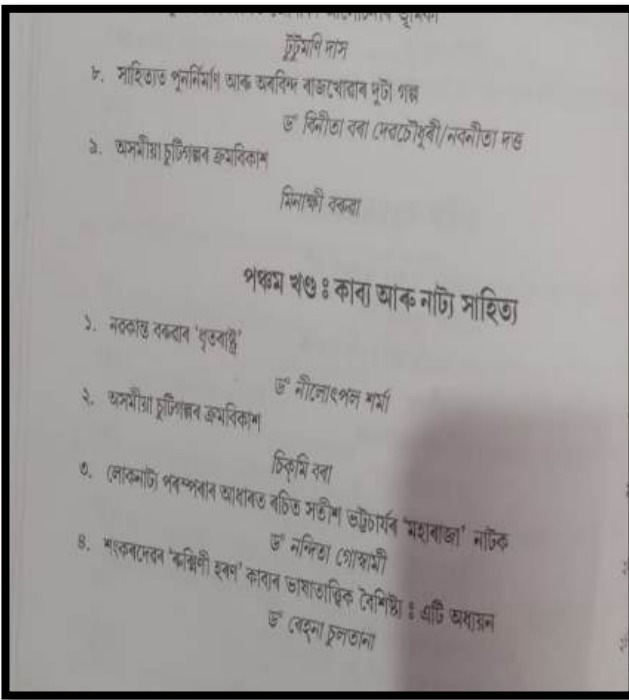 টুটুমণি দাস
৮. সাহিত্যত পুনৰ্নিৰ্মাণ আৰু অৰবিন্দ ৰাজখোৱাৰ দুটা গল্প
ড° বিনীতা বৰা দেৱচৌধুৰী/নবনীতা দত্ত
৯. অসমীয়া চুটিগল্পৰ ক্ৰমবিকাশ
মিনাক্ষী বৰুৱা
পঞ্চম খণ্ড : কাব্য আৰু নাট্য সাহিত্য
১. নৱকান্ত বৰুৱাৰ 'ধৃতৰাষ্ট্ৰ'
ড° নীলোৎপল শৰ্মা
২. অসমীয়া চুটিগল্পৰ ক্ৰমবিকাশ
চিক্‌মি বৰা
৩. লোকনাট্য পৰম্পৰাৰ আধাৰত ৰচিত সতীশ ভট্টাচাৰ্যৰ 'মহাৰাজা' নাটক
ড° নন্দিতা গোস্বামী
৪. শংকৰদেৱৰ 'ৰুক্মিণী হৰণ' কাব্যৰ ভাষাতাত্ত্বিক বৈশিষ্ট্য : এটি অধ্যয়ন
ড° ৰেহনা চুলতানা